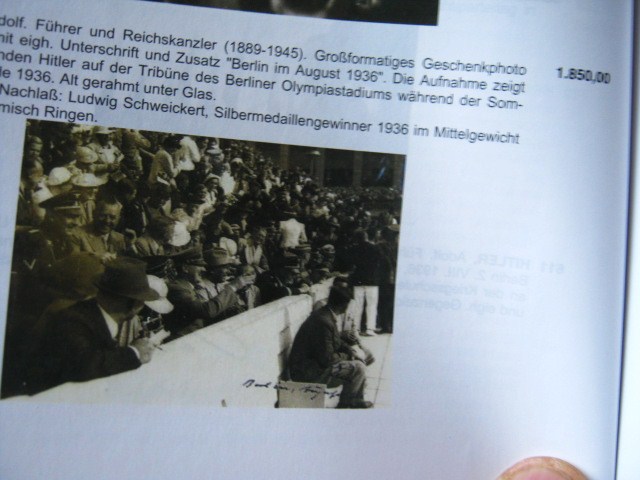 dolf. Führer und Reichskanzler (1889-1945). Großformatiges Geschenkphoto
nit eigh. Unterschrift und Zusatz "Berlin im August 1936". Die Aufnahme zeigt 1.850,00
nden Hitler auf der Tribüne des Berliner Olympiastadiums während der Som-
le 1936. Alt gerahmt unter Glas.
Nachlaß: Ludwig Schweickert, Silbermedaillengewinner 1936 im Mittelgewicht
misch Ringen.